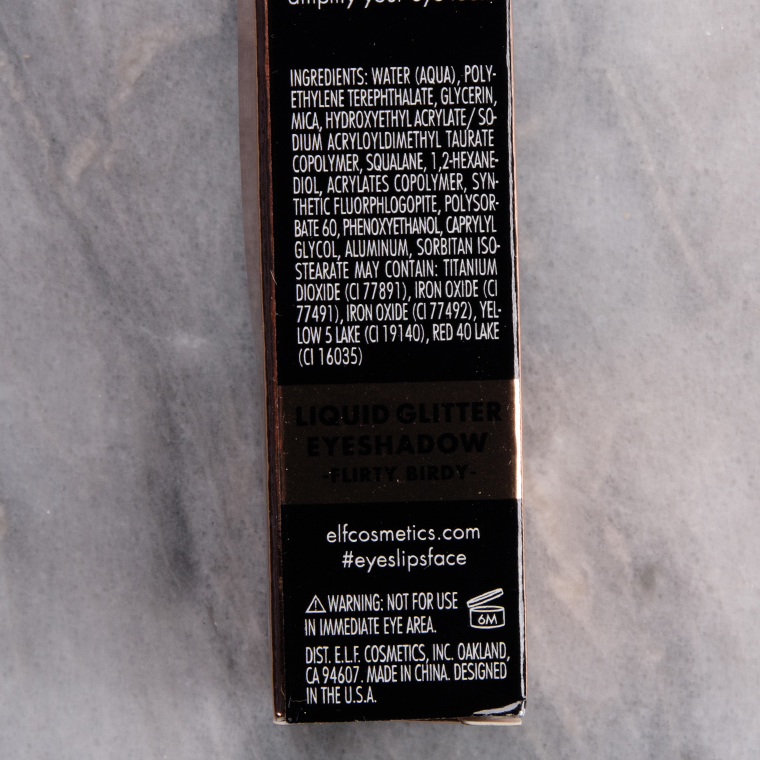 amplify your eye look.
INGREDIENTS: WATER (AQUA), POLY-
ETHYLENE TEREPHTHALATE, GLYCERIN,
MICA, HYDROXYETHYL ACRYLATE/ SO-
DIUM ACRYLOYLDIMETHYL TAURATE
COPOLYMER, SQUALANE, 1,2-HEXANE-
DIOL, ACRYLATES COPOLYMER, SYN-
THETIC FLUORPHLOGOPITE, POLYSOR-
BATE 60, PHENOXYETHANOL, CAPRYLYL
GLYCOL, ALUMINUM, SORBITAN ISO-
STEARATE MAY CONTAIN: TITANIUM
DIOXIDE (CI 77891), IRON OXIDE (CI
77491), IRON OXIDE (CI 77492), YEL-
LOW 5 LAKE (CI 19140), RED 40 LAKE
(CI 16035)
LIQUID GLITTER
EYESHADOW
-FLIRTY BIRDY-
elfcosmetics.com
#eyeslipsface
WARNING: NOT FOR USE
IN IMMEDIATE EYE AREA.
6M
DIST. E.L.F. COSMETICS, INC. OAKLAND,
CA 94607. MADE IN CHINA. DESIGNED
IN THE U.S.A.